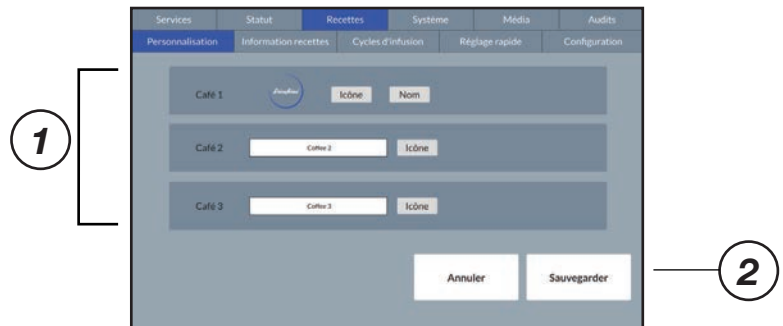 Services Statut Recettes Système Média Audits
Personnalisation Information recettes Cycles d'infusion Réglage rapide Configuration
Café 1 Icône Nom
1
Café 2 Coffee 2 Icône
Café 3 Coffee 3 Icône
Annuler Sauvegarder
2